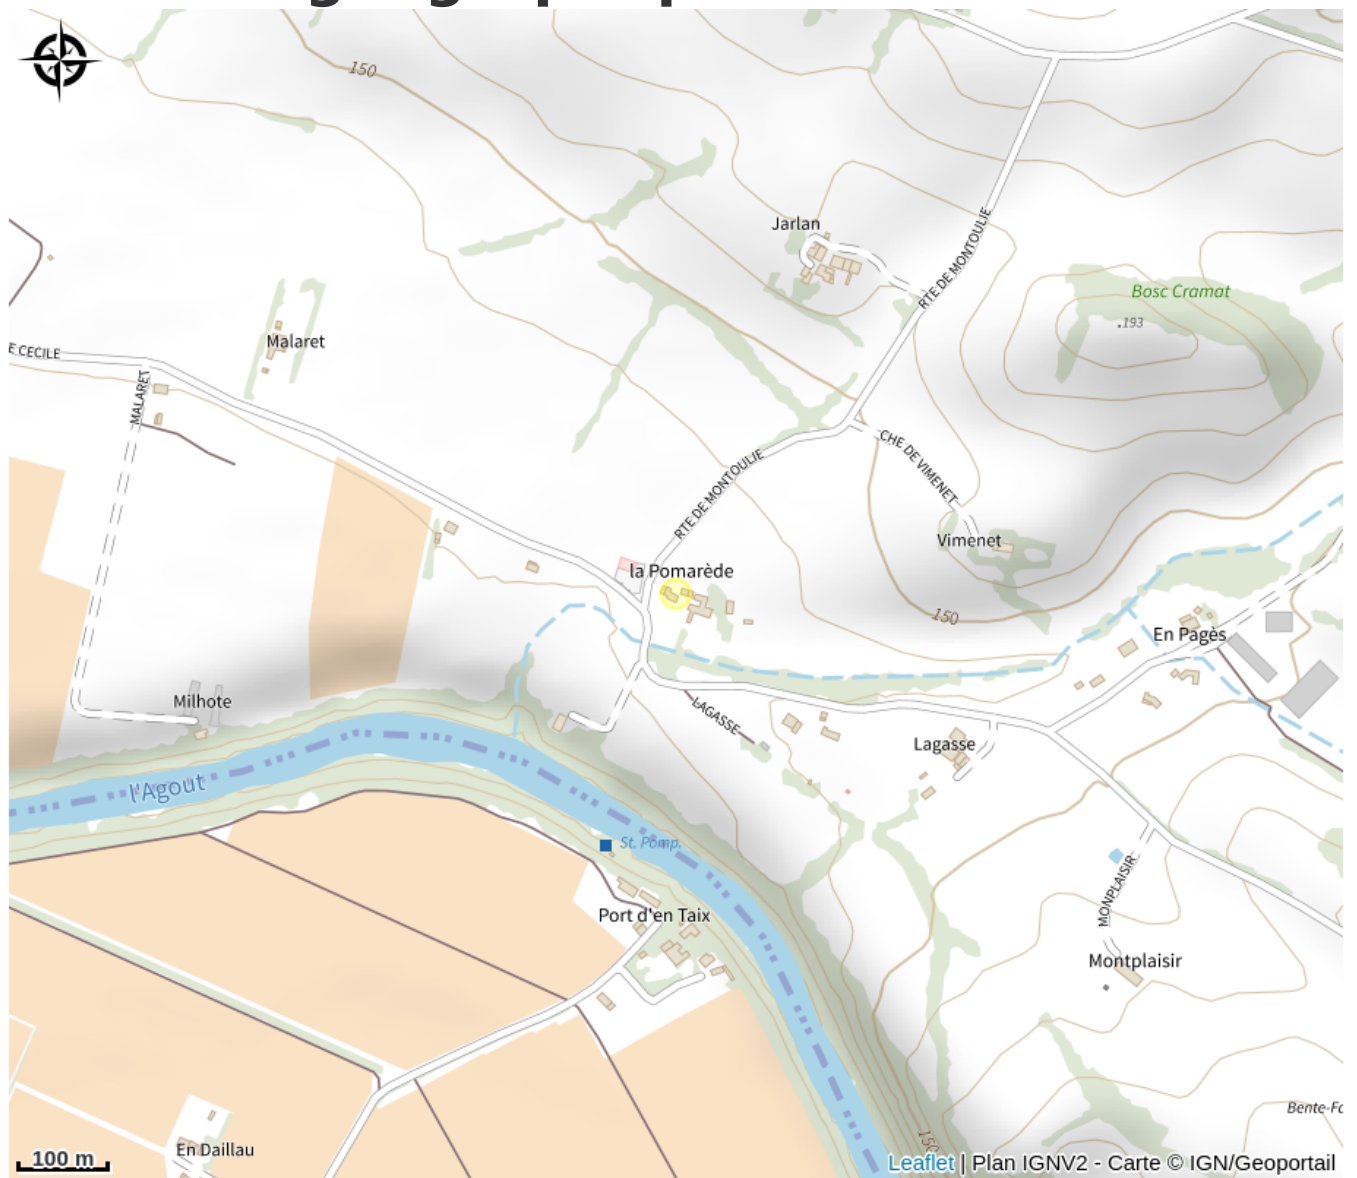 150
Jarlan
RTE DE MONTOULIE
Bosc Cramat
.193
Malaret
E CECILE
MALARET
CHE DE VIMENET
RTE DE MONTOULIE
Vimenet
la Pomarède
150
En Pagès
Milhote
LAGASSE
Lagasse
l'Agout
St. Pomp.
MONPLAISIR
Port d'en Taix
Montplaisir
Bente-Fa
150
En Daillau
100 m
Leaflet | Plan IGNV2 - Carte © IGN/Geoportail